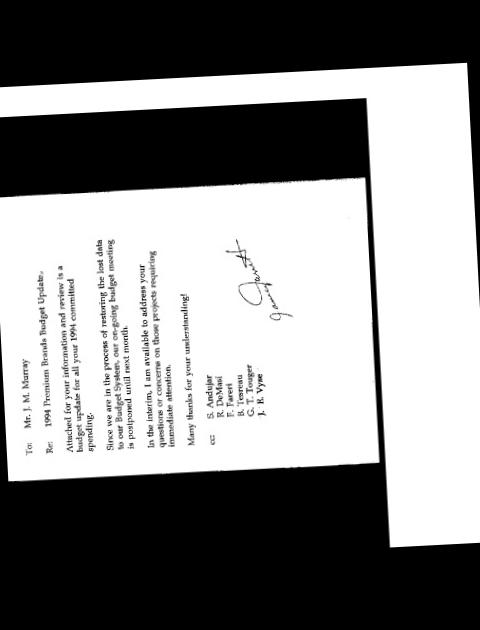 To: Mr. J. M. Murray
Re: 1994 Premium Brands Budget Update.
Attached for your information and review is a
budget update for all your 1994 committed
spending.
Since we are in the process of restoring the lost data
to our Budget System, our on-going budget meeting
is postponed until next month.
In the interim, I am available to address your
questions or concerns on those projects requiring
immediate attention.
Many thanks for your understanding!
cc: S. Andujar
R. DeMasi
F. Fareri
B. Tesreau
G. T. Touger
J. R. Vyse